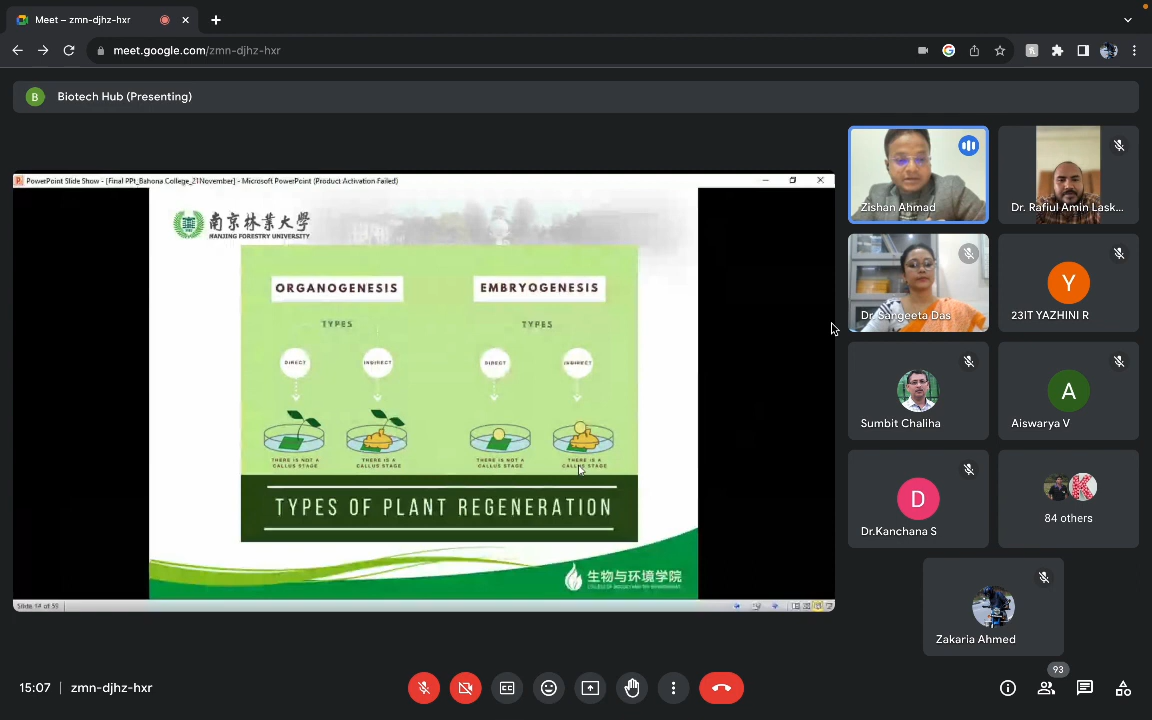 Meet – zmn-djhz-hxr
meet.google.com/zmn-djhz-hxr
B
Biotech Hub (Presenting)
PowerPoint Slide Show - [Final PPt_Bahona College_21November] - Microsoft PowerPoint (Product Activation Failed)
南京林業大學
NANJING FORESTRY UNIVERSITY
ORGANOGENESIS
EMBRYOGENESIS
TYPES
TYPES
DIRECT
INDIRECT
DIRECT
INDIRECT
THERE IS NOT A
CALLUS STAGE
THERE IS A
CALLUS STAGE
THERE IS NOT A
CALLUS STAGE
THERE IS A
CALLUS STAGE
TYPES OF PLANT REGENERATION
生物与环境学院
Slide 14 of 59
Zishan Ahmad
Dr. Rafiul Amin Lask...
Dr. Sangeeta Das
Y
23IT YAZHINI R
Sumbit Chaliha
A
Aiswarya V
D
Dr.Kanchana S
K
84 others
Zakaria Ahmed
15:07
zmn-djhz-hxr
93